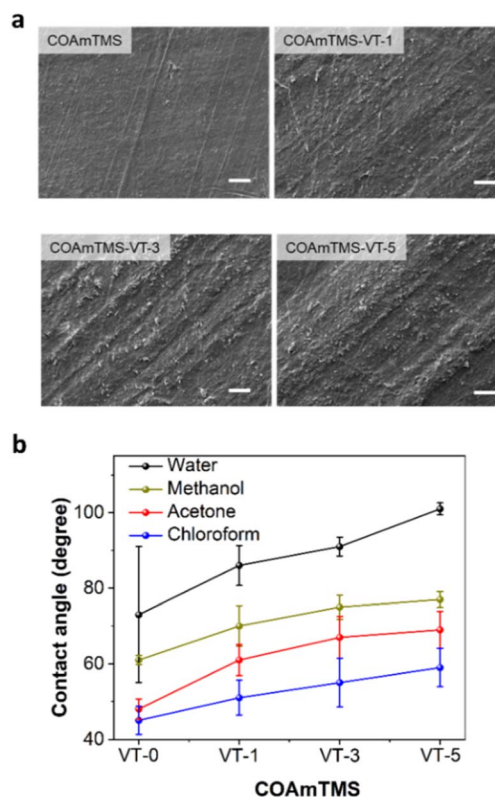 a
COAmTMS
COAmTMS-VT-1
COAmTMS-VT-3
COAmTMS-VT-5
b
Water
Methanol
Acetone
Chloroform
Contact angle (degree)
100
80
60
40
VT-0 VT-1 VT-3 VT-5
COAmTMS